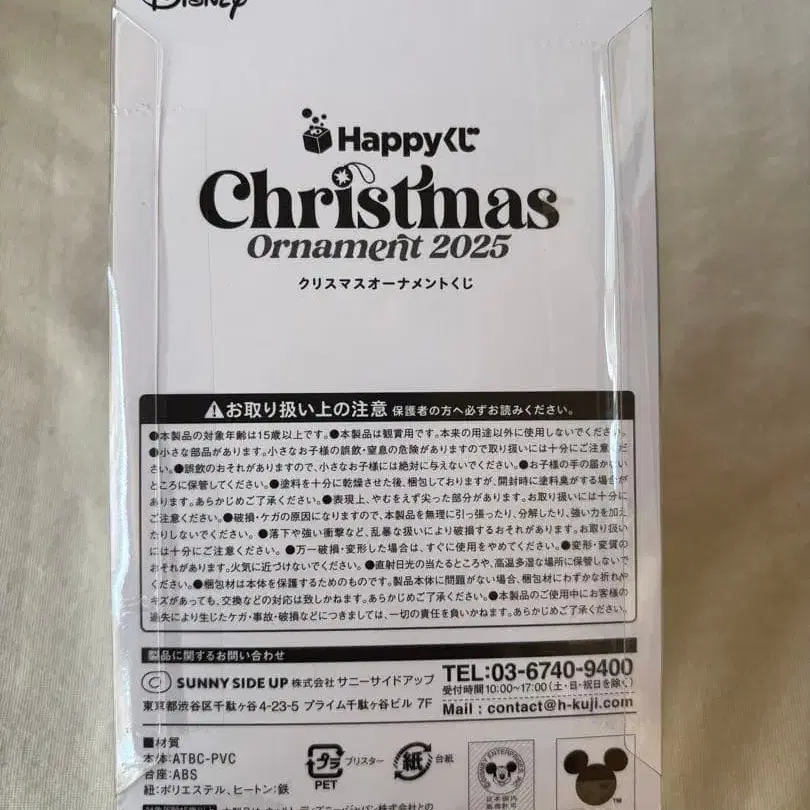 DISNEY
Happyくじ
Christmas
Ornament 2025
クリスマスオーナメントくじ
お取り扱い上の注意 保護者の方へ必ずお読みください。
●本製品の対象年齢は15歳以上です。●本製品は観賞用です。本来の用途以外に使用しないでください。
●小さな部品があります。小さなお子様の誤飲・窒息の危険がありますので取り扱いには十分にご注意くだ
さい。●誤飲のおそれがありますので、小さなお子様には絶対に与えないでください。●お子様の手の届かない
ところに保管してください。●塗料を十分に乾燥させた後、梱包しておりますが、開封時に塗料臭がする場合が
あります。あらかじめご了承ください。●表現上、やむをえず尖った部分があります。お取り扱いには十分に
ご注意ください。●破損・ケガの原因になりますので、本製品を無理に引っ張ったり、分解したり、強い力を加え
たりしないでください。●落下や強い衝撃など、乱暴な扱いにより破損するおそれがあります。お取り扱い
には十分にご注意ください。●万一破損・変形した場合は、すぐに使用をやめてください。●変形・変質の
おそれがあります。火気に近づけないでください。●直射日光の当たるところや、高温多湿な場所に保管しないで
ください。●梱包材は本体を保護するためのものです。製品本体に問題がない場合、梱包材にわずかな折れや
キズがあっても、交換などの対応は致しかねます。あらかじめご了承ください。●本製品のご使用中にお客様の
過失により生じたケガ・事故・破損などにつきましては、一切の責任を負いかねます。あらかじめご了承ください。
製品に関するお問い合わせ
SUNNY SIDE UP 株式会社 サニーサイドアップ
東京都渋谷区千駄ヶ谷4-23-5 プライム千駄ヶ谷ビル 7F
TEL:03-6740-9400
受付時間10:00~17:00(土・日・祝日を除く)
Mail : contact@h-kuji.com
■材質
本体:ATBC-PVC
台座:ABS
紐:ポリエステル、ヒートン:鉄
プラ
PET
ブリスター
紙
台紙
TM